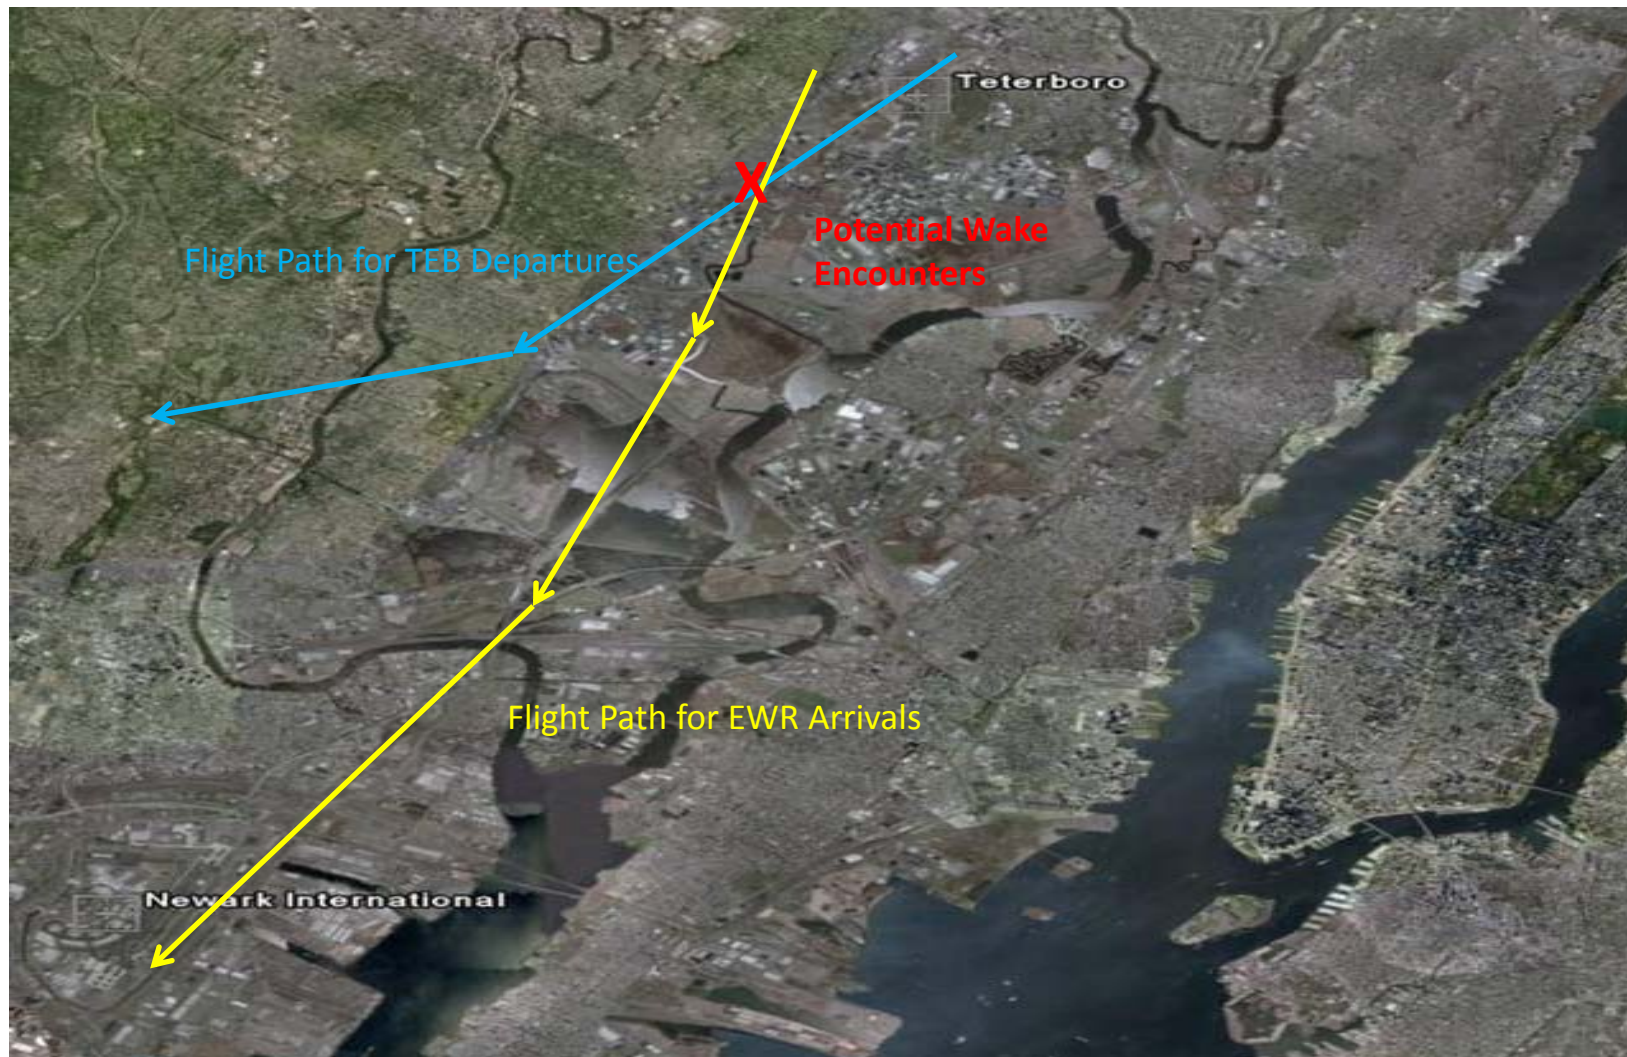 Teterboro
X
Potential Wake
Encounters
Flight Path for TEB Departures
Flight Path for EWR Arrivals
Newark International